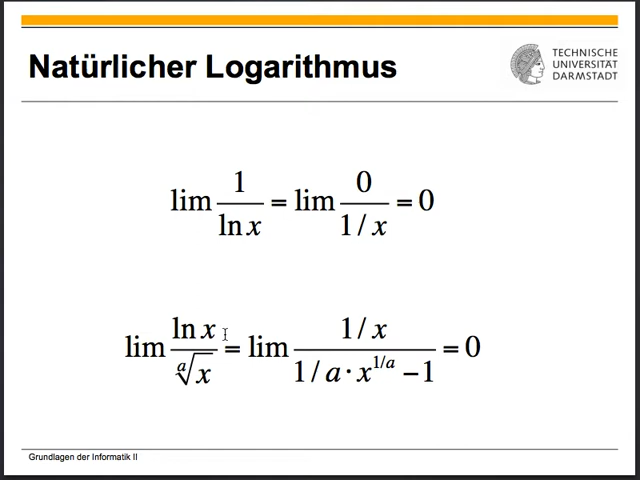 Natürlicher Logarithmus
TECHNISCHE
UNIVERSITÄT
DARMSTADT
lim 1 / ln x = lim 0 / 1 / x = 0
lim ln x / ᵃ√x = lim 1 / x / 1 / a · x^1/a − 1 = 0
Grundlagen der Informatik II